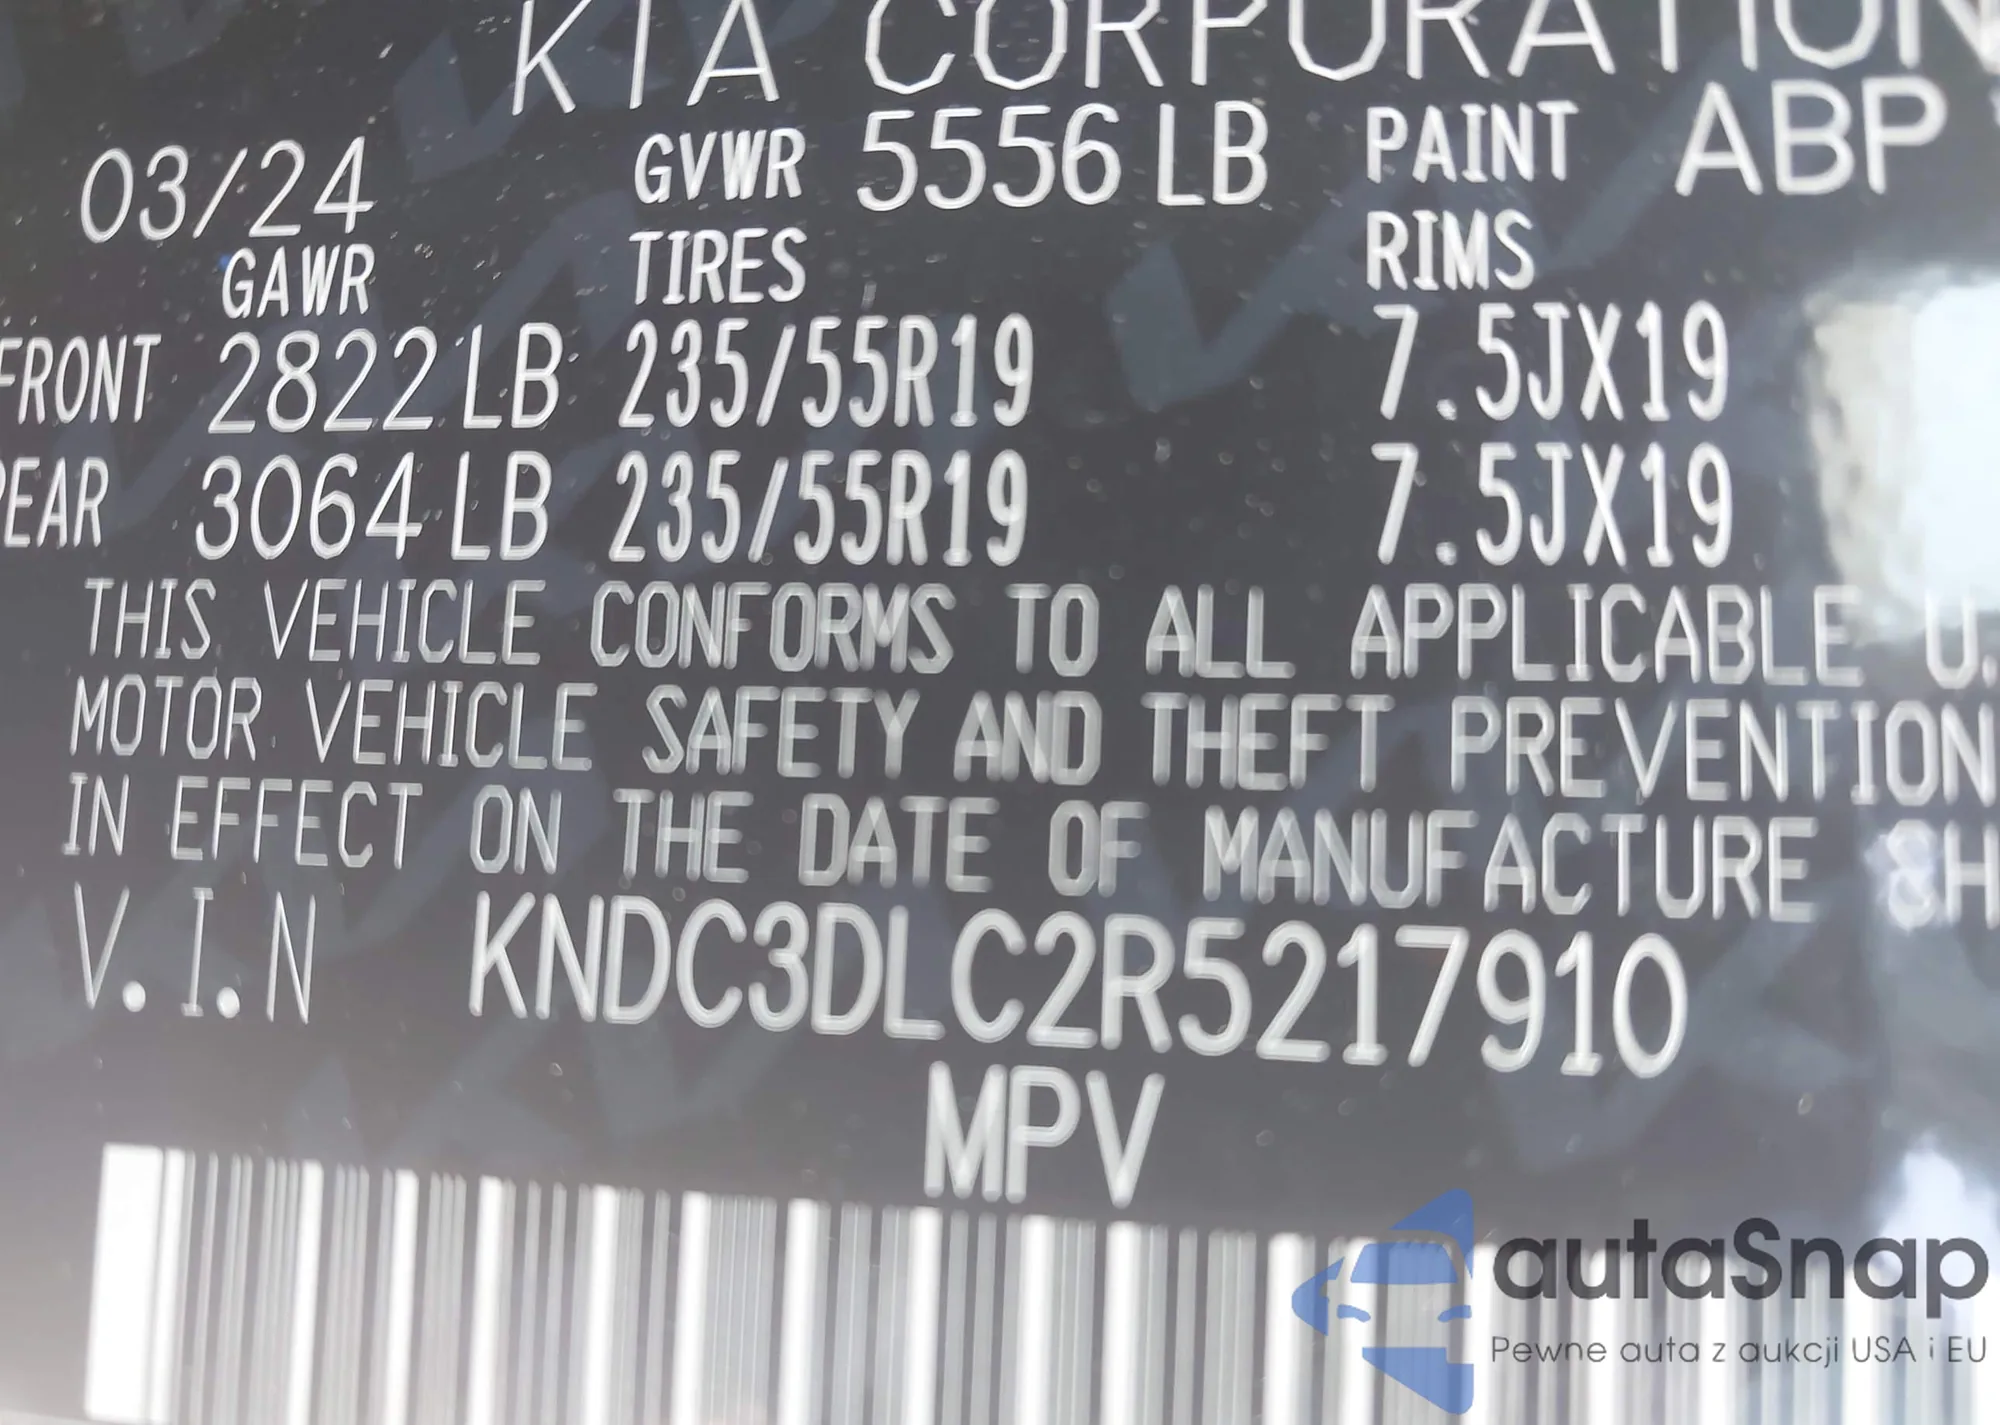 KIA CORPORATION
03/24 GVWR 5556 LB PAINT ABP
GAWR TIRES RIMS
FRONT 2822 LB 235/55R19 7.5JX19
REAR 3064 LB 235/55R19 7.5JX19
THIS VEHICLE CONFORMS TO ALL APPLICABLE U.
MOTOR VEHICLE SAFETY AND THEFT PREVENTION
IN EFFECT ON THE DATE OF MANUFACTURE SH
V.I.N KNDC3DLC2R5217910
MPV
autaSnap
Pewne auta z aukcji USA i EU